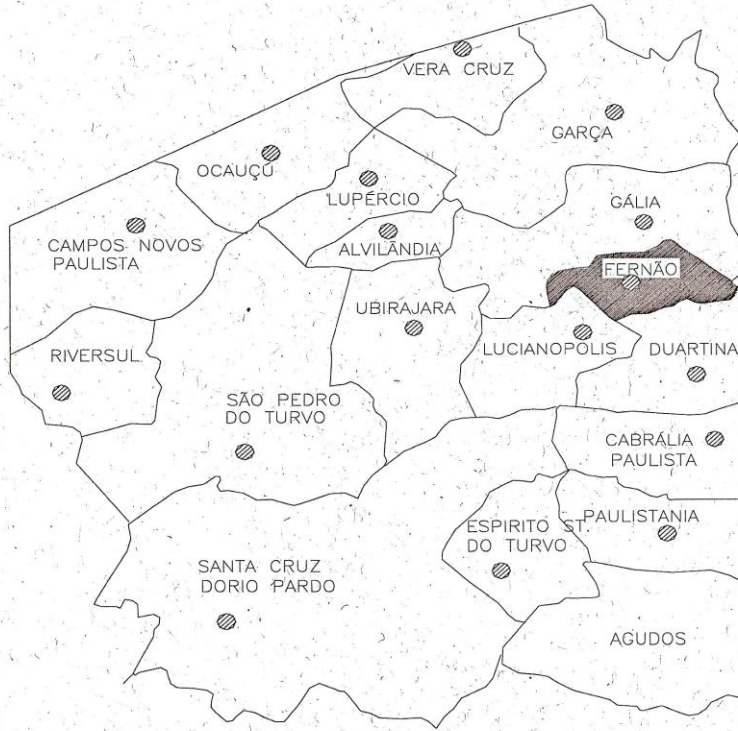 VERA CRUZ
GARÇA
OCAUÇÚ
LUPÉRCIO
GÁLIA
CAMPOS NOVOS
PAULISTA
ALVILÂNDIA
FERNÃO
UBIRAJARA
RIVERSUL
LUCIANOPOLIS
DUARTINA
SÃO PEDRO
DO TURVO
CABRÁLIA
PAULISTA
ESPIRITO ST.
DO TURVO
PAULISTANIA
SANTA CRUZ
DORIO PARDO
AGUDOS